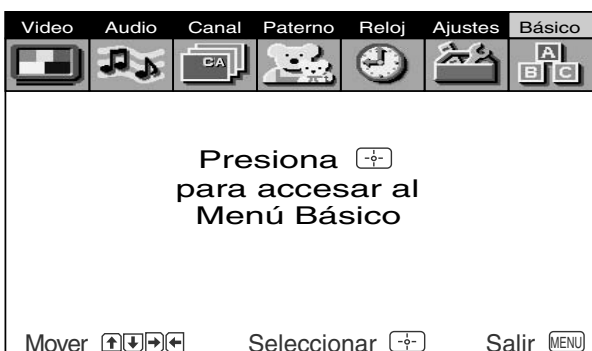 Video Audio Canal Paterno Reloj Ajustes Básico
CA A B C
Presiona
para accesar al
Menú Básico
Mover Seleccionar Salir MENU